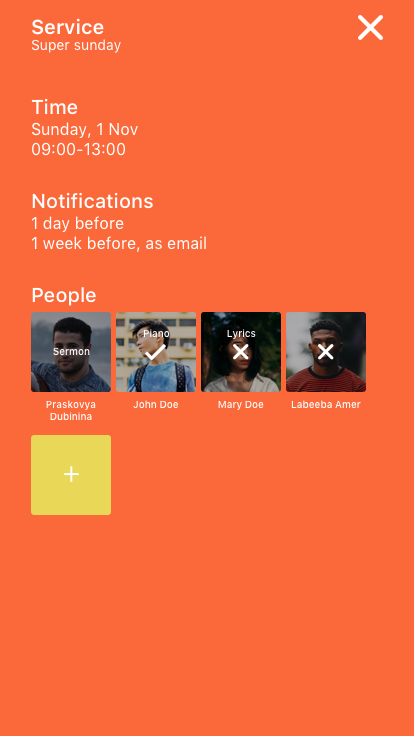 Service
Super sunday
Time
Sunday, 1 Nov
09:00-13:00
Notifications
1 day before
1 week before, as email
People
Sermon
Piano
Lyrics
Praskovya
Dubinina
John Doe
Mary Doe
Labeeba Amer
+